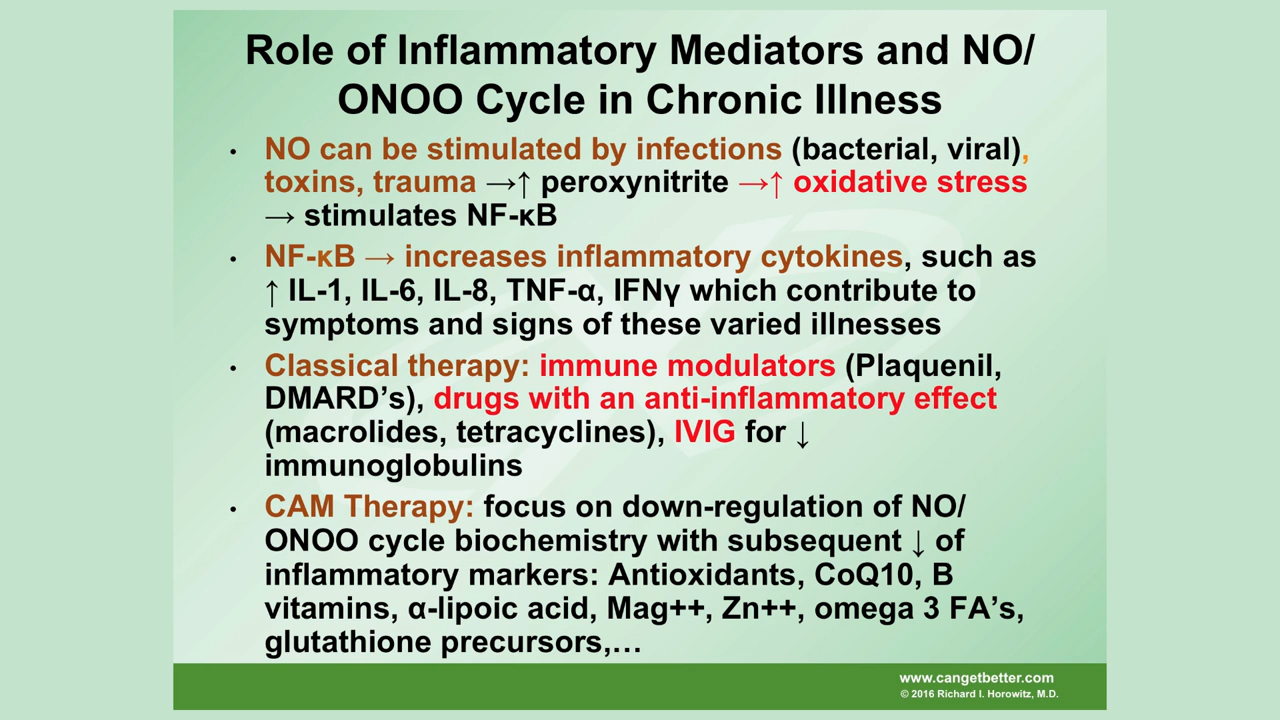 Role of Inflammatory Mediators and NO/
ONOO Cycle in Chronic Illness
• NO can be stimulated by infections (bacterial, viral),
toxins, trauma →↑ peroxynitrite →↑ oxidative stress
→ stimulates NF-κB
• NF-κB → increases inflammatory cytokines, such as
↑ IL-1, IL-6, IL-8, TNF-α, IFNγ which contribute to
symptoms and signs of these varied illnesses
• Classical therapy: immune modulators (Plaquenil,
DMARD’s), drugs with an anti-inflammatory effect
(macrolides, tetracyclines), IVIG for ↓
immunoglobulins
• CAM Therapy: focus on down-regulation of NO/
ONOO cycle biochemistry with subsequent ↓ of
inflammatory markers: Antioxidants, CoQ10, B
vitamins, α-lipoic acid, Mag++, Zn++, omega 3 FA’s,
glutathione precursors,…
www.cangetbetter.com
© 2016 Richard I. Horowitz, M.D.